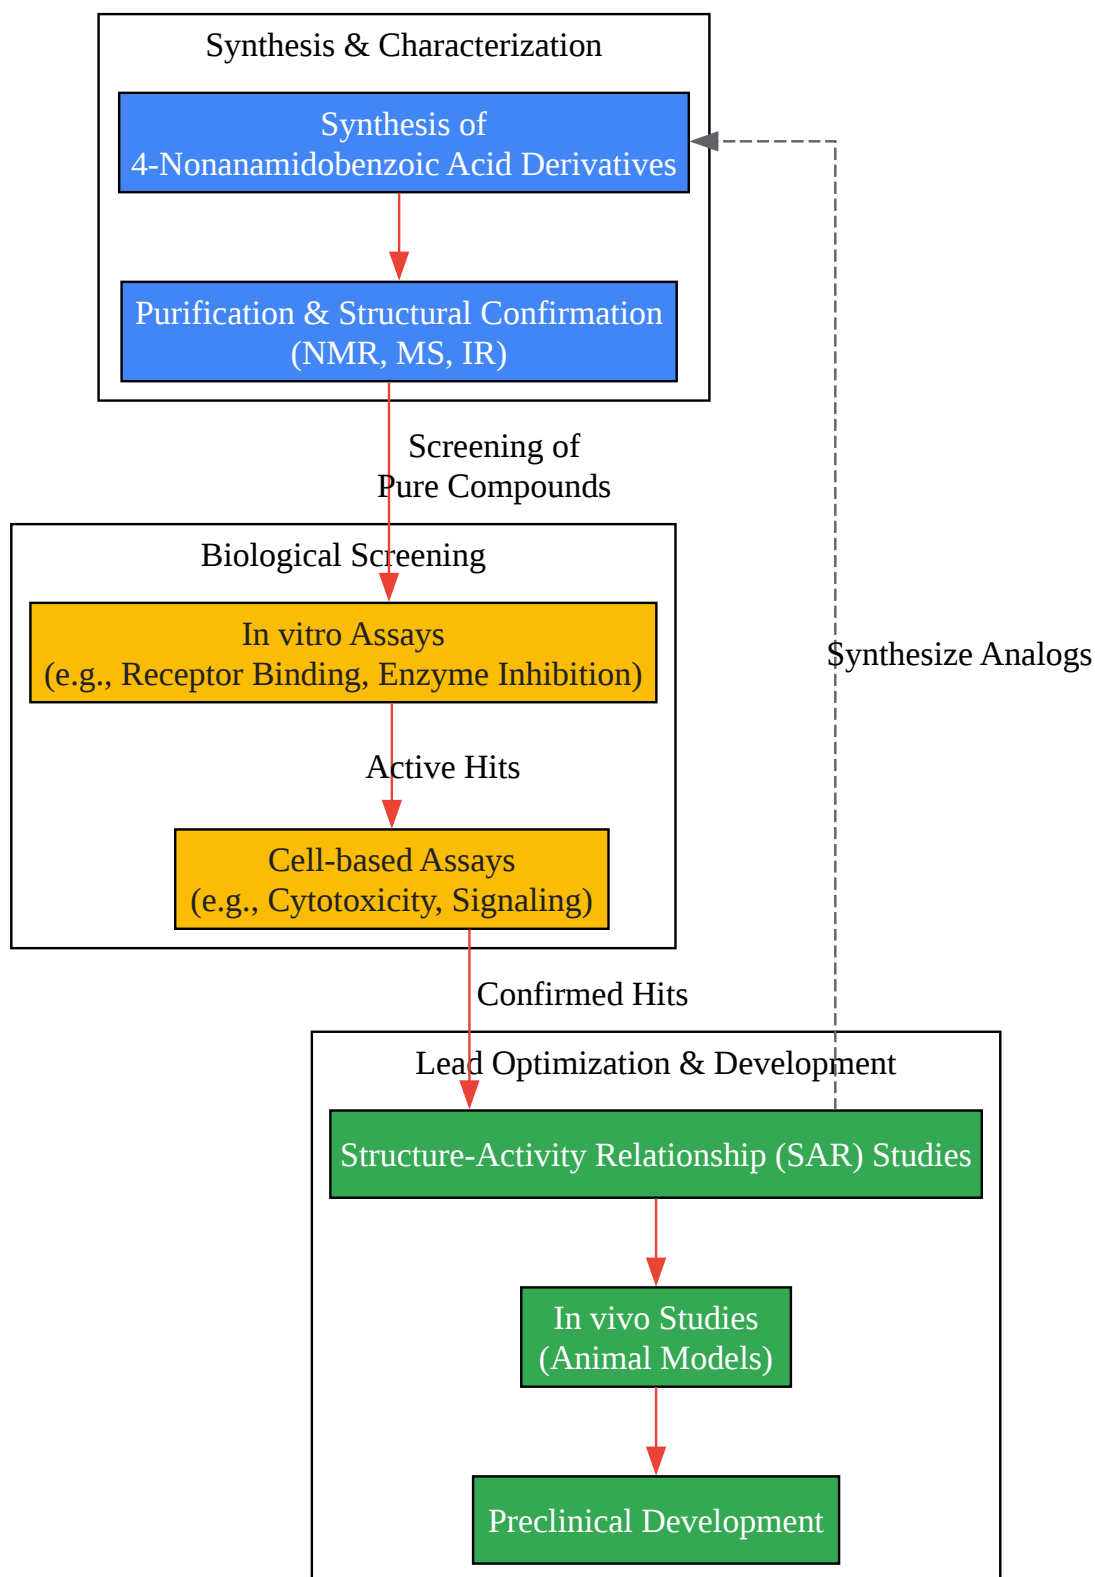 Synthesis & Characterization
Synthesis of
4-Nonanamidobenzoic Acid Derivatives
Purification & Structural Confirmation
(NMR, MS, IR)
Screening of
Pure Compounds
Biological Screening
In vitro Assays
(e.g., Receptor Binding, Enzyme Inhibition)
Synthesize Analogs
Active Hits
Cell-based Assays
(e.g., Cytotoxicity, Signaling)
Confirmed Hits
Lead Optimization & Development
Structure-Activity Relationship (SAR) Studies
In vivo Studies
(Animal Models)
Preclinical Development